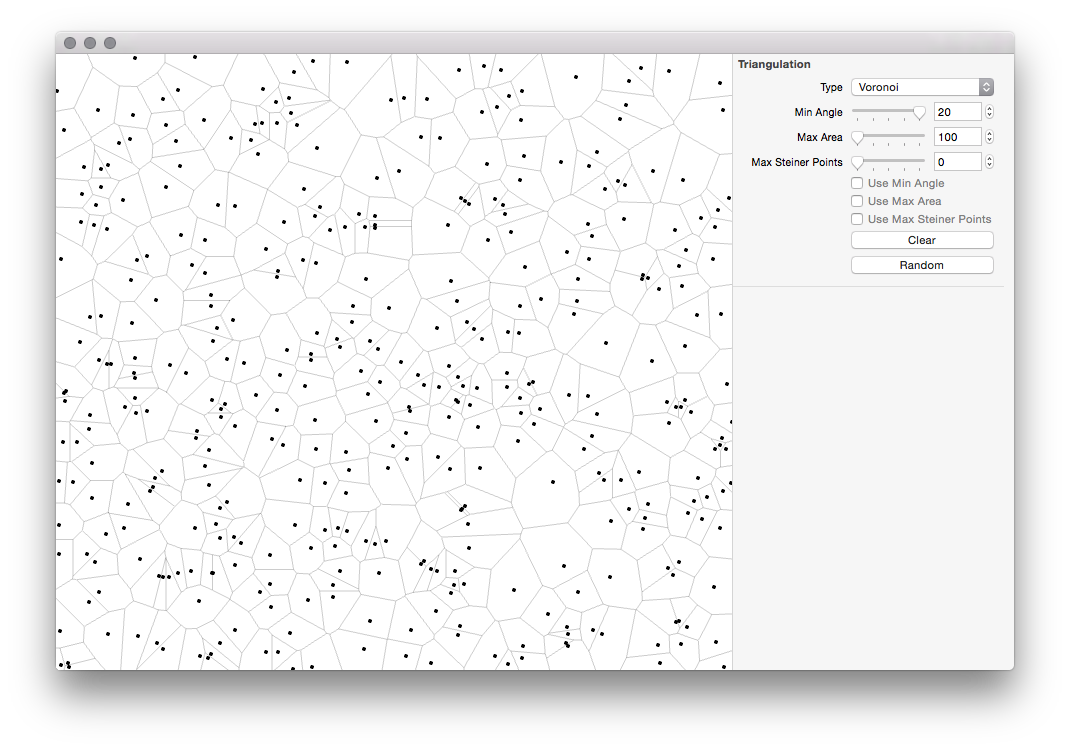 Triangulation
Type Voronoi
Min Angle 20
Max Area 100
Max Steiner Points 0
Use Min Angle
Use Max Area
Use Max Steiner Points
Clear
Random